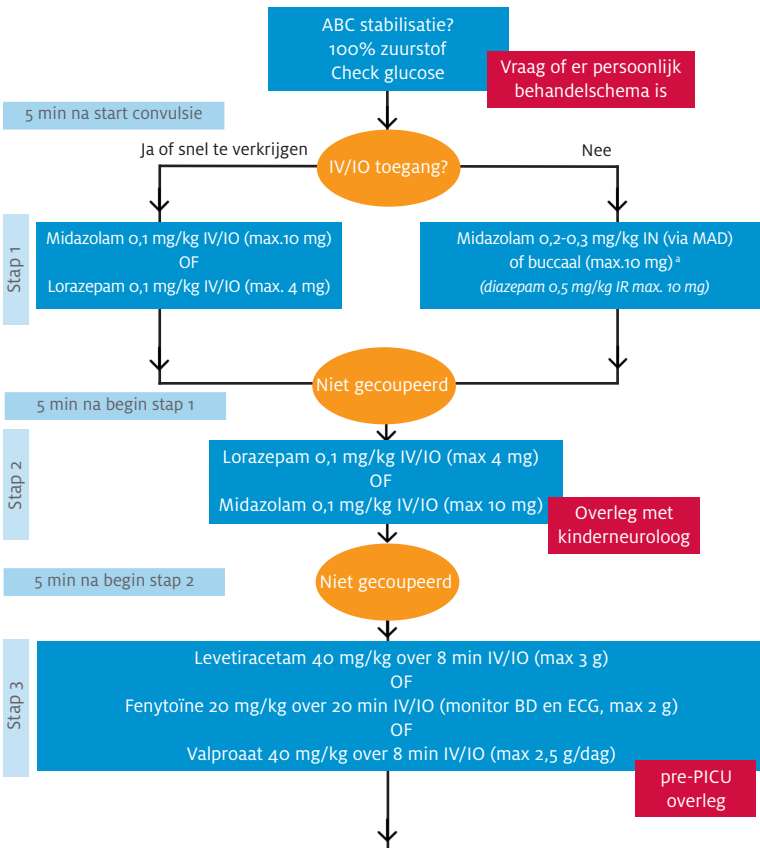 ABC stabilisatie?
100% zuurstof
Check glucose
Vraag of er persoonlijk
behandelschema is
5 min na start convulsie
Ja of snel te verkrijgen
IV/IO toegang?
Nee
Stap 1
Midazolam 0,1 mg/kg IV/IO (max.10 mg)
OF
Lorazepam 0,1 mg/kg IV/IO (max. 4 mg)
Midazolam 0,2-0,3 mg/kg IN (via MAD)
of buccaal (max.10 mg) ª
(diazepam 0,5 mg/kg IR max. 10 mg)
Niet gecoupeerd
5 min na begin stap 1
Stap 2
Lorazepam 0,1 mg/kg IV/IO (max 4 mg)
OF
Midazolam 0,1 mg/kg IV/IO (max 10 mg)
Overleg met
kinderneuroloog
5 min na begin stap 2
Niet gecoupeerd
Stap 3
Levetiracetam 40 mg/kg over 8 min IV/IO (max 3 g)
OF
Fenytoïne 20 mg/kg over 20 min IV/IO (monitor BD en ECG, max 2 g)
OF
Valproaat 40 mg/kg over 8 min IV/IO (max 2,5 g/dag)
pre-PICU
overleg